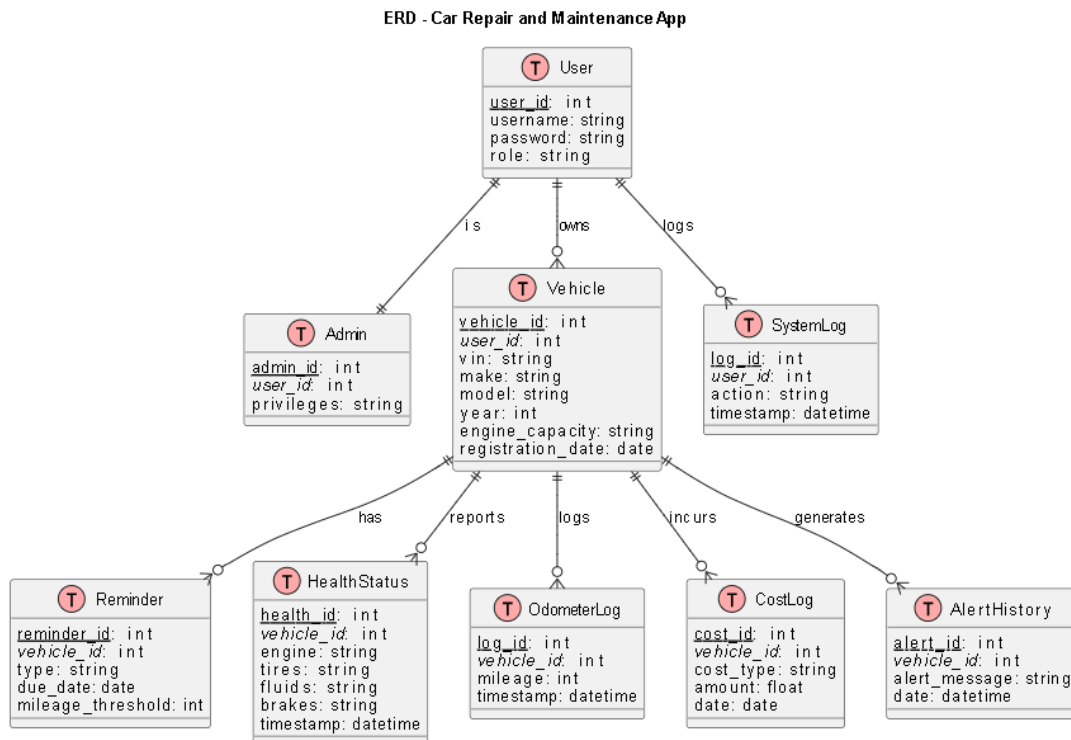 ERD - Car Repair and Maintenance App
T User
user_id: int
username: string
password: string
role: string
is
owns
logs
T Admin
admin_id: int
user_id: int
privileges: string
T Vehicle
vehicle_id: int
user_id: int
vin: string
make: string
model: string
year: int
engine_capacity: string
registration_date: date
T SystemLog
log_id: int
user_id: int
action: string
timestamp: datetime
has
reports
logs
incurs
generates
T Reminder
reminder_id: int
vehicle_id: int
type: string
due_date: date
mileage_threshold: int
T HealthStatus
health_id: int
vehicle_id: int
engine: string
tires: string
fluids: string
brakes: string
timestamp: datetime
T OdometerLog
log_id: int
vehicle_id: int
mileage: int
timestamp: datetime
T CostLog
cost_id: int
vehicle_id: int
cost_type: string
amount: float
date: date
T AlertHistory
alert_id: int
vehicle_id: int
alert_message: string
date: datetime